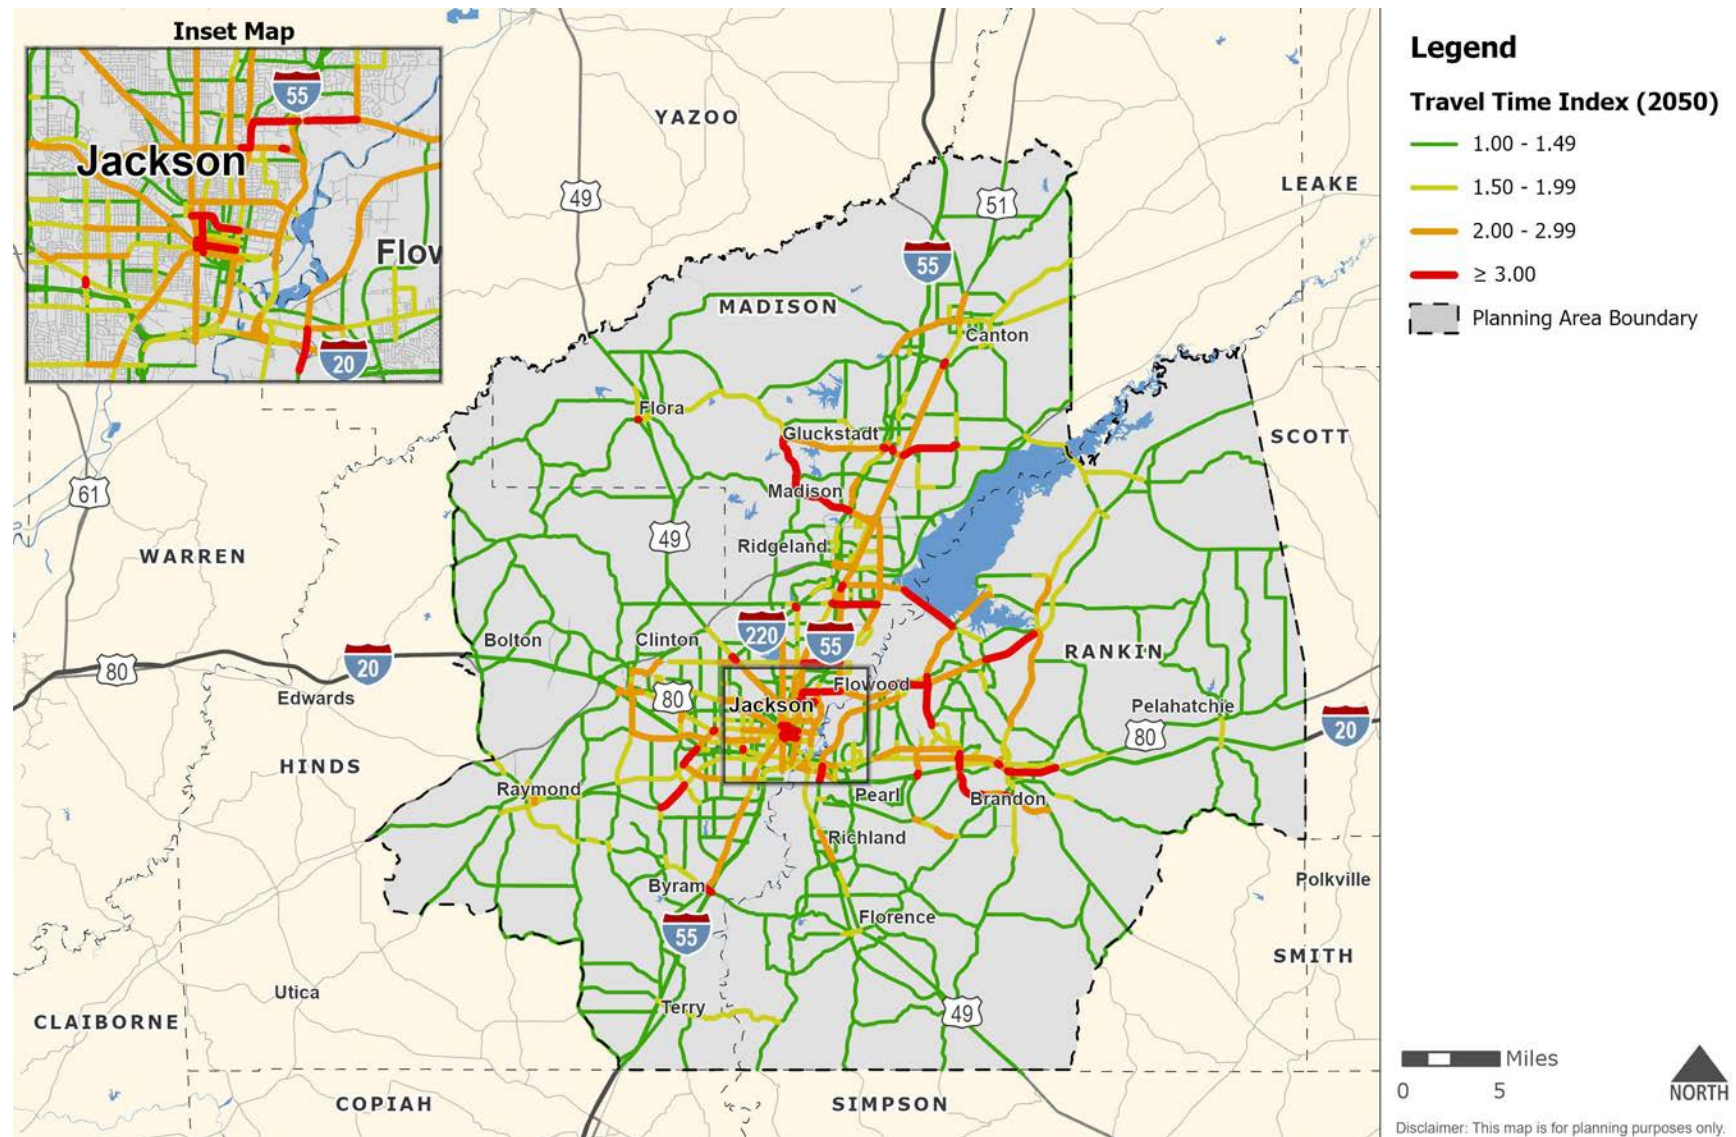 Inset Map
55
Jackson
Flow
20
YAZOO
LEAKE
49
51
55
MADISON
Canton
Flora
Gluckstadt
SCOTT
61
Madison
49
Ridgeland
WARREN
220
55
Bolton
Clinton
RANKIN
80
20
Edwards
80
Flowood
Jackson
Pelahatchie
80
20
HINDS
Raymond
Pearl
Brandon
Richland
Byram
Polkville
Florence
55
SMITH
Utica
Terry
49
CLAIBORNE
COPIAH
SIMPSON
Legend
Travel Time Index (2050)
1.00 - 1.49
1.50 - 1.99
2.00 - 2.99
≥ 3.00
Planning Area Boundary
Miles
0 5
NORTH
Disclaimer: This map is for planning purposes only.